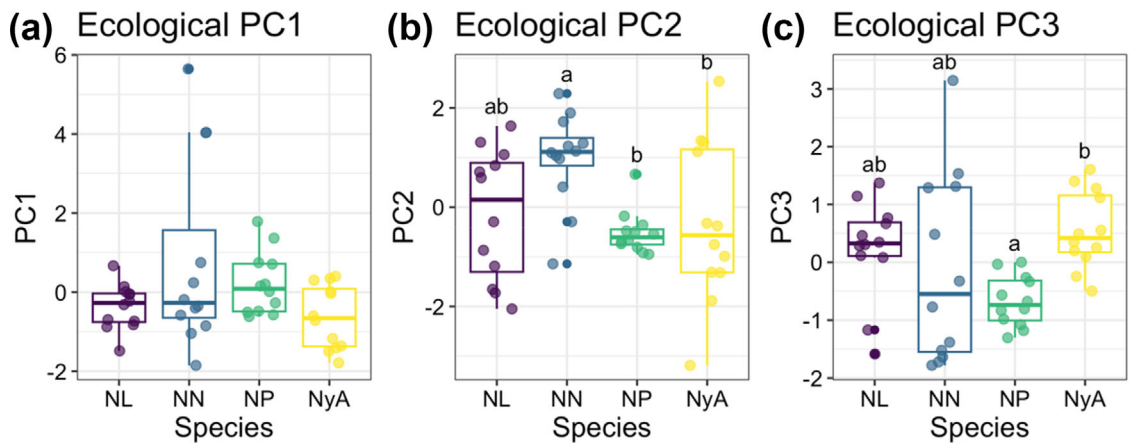 (a) Ecological PC1
PC1
6
4
2
0
-2
NL NN NP NyA
Species
(b) Ecological PC2
PC2
2
0
-2
ab
a
b
b
NL NN NP NyA
Species
(c) Ecological PC3
PC3
3
2
1
0
-1
-2
ab
ab
a
b
NL NN NP NyA
Species